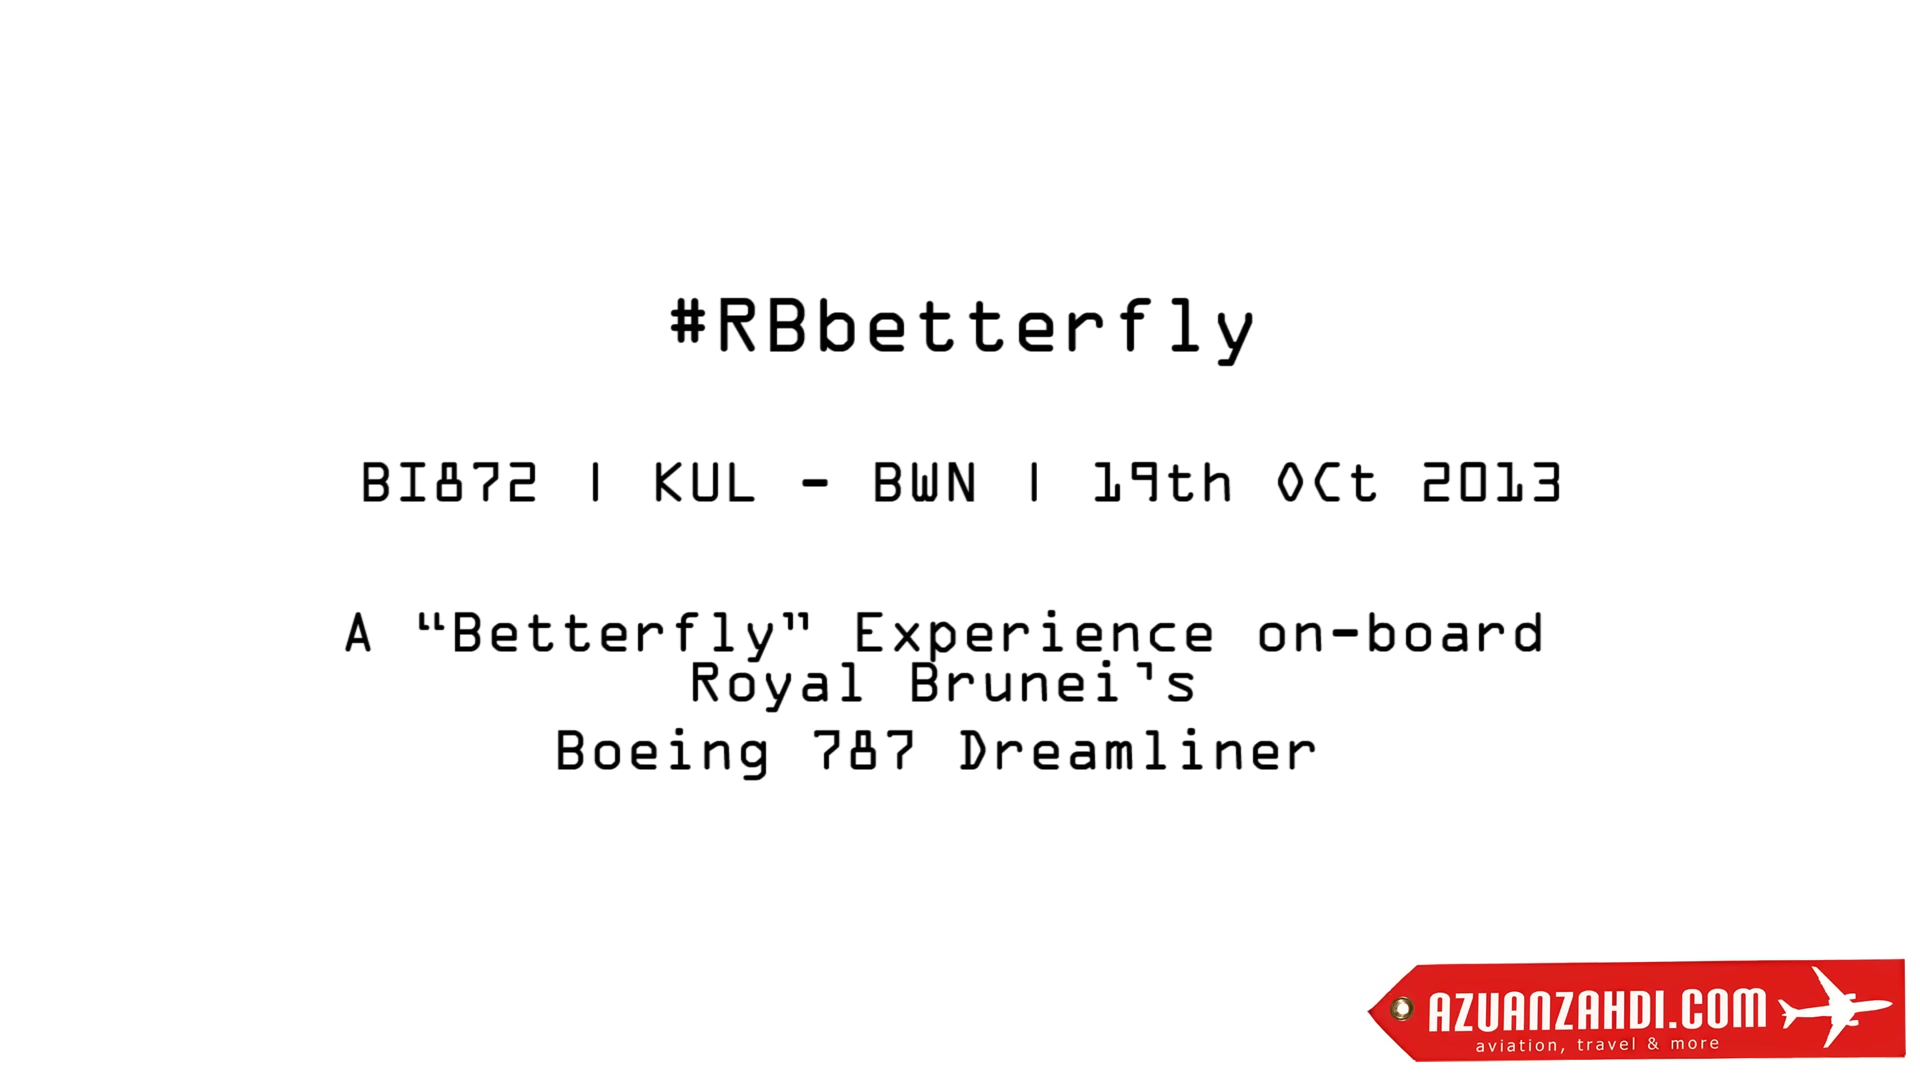 #RBbetterfly
BI872 | KUL - BWN | 19th OCt 2013
A “Betterfly” Experience on-board
Royal Brunei's
Boeing 787 Dreamliner
AZUANZAHDI.COM
aviation, travel & more